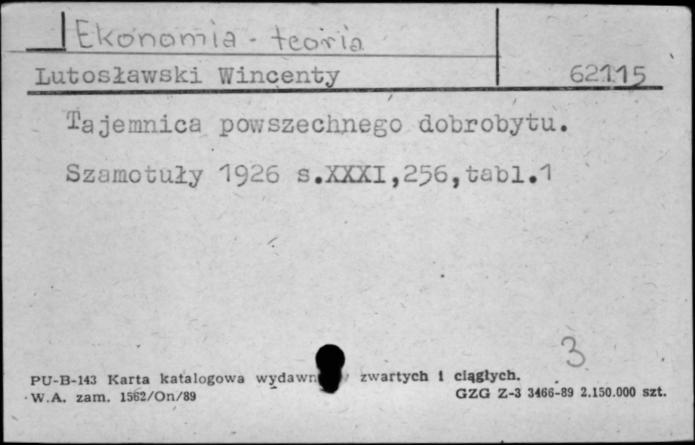 Ekonomia - teoria
Lutosławski Wincenty 62115
Tajemnica powszechnego dobrobytu.
Szamotuły 1926 s.XXXI,256,tabl.1
3
PU-B-143 Karta katalogowa wydawn zwartych i ciągłych.
W.A. zam. 1562/On/89 GZG Z-3 3466-89 2.150.000 szt.